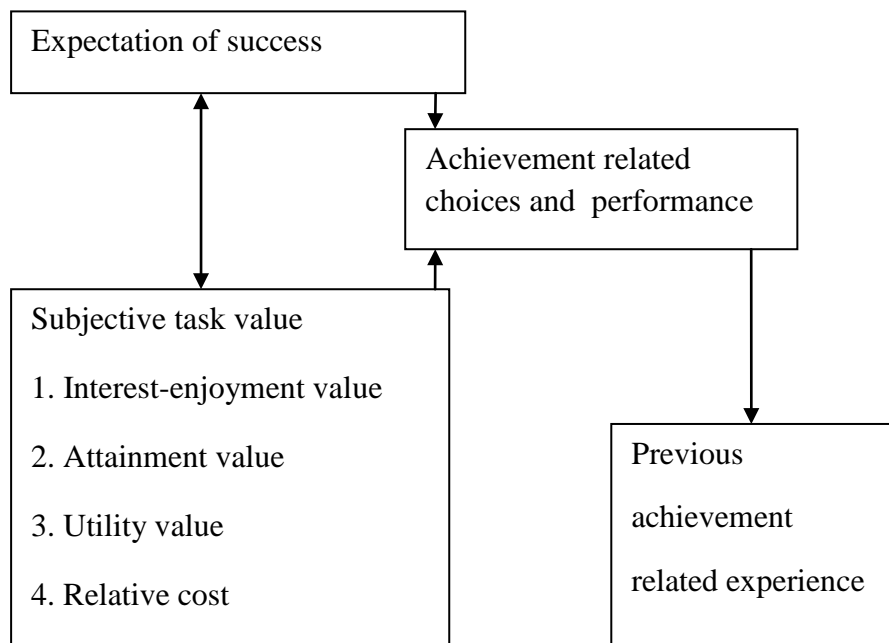 Expectation of success
Achievement related
choices and  performance
Subjective task value
1. Interest-enjoyment value
2. Attainment value
3. Utility value
4. Relative cost
Previous
achievement
related experience